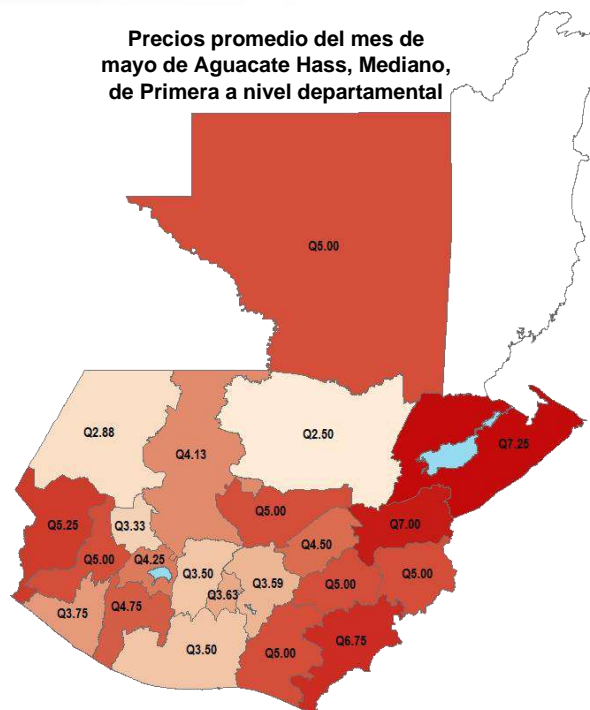 Precios promedio del mes de
mayo de Aguacate Hass, Mediano,
de Primera a nivel departamental
Q5.00
Q2.88
Q4.13
Q2.50
Q7.25
Q5.25
Q3.33
Q5.00
Q7.00
Q5.00
Q4.25
Q3.50
Q3.63
Q3.59
Q4.50
Q5.00
Q5.00
Q3.75
Q4.75
Q3.50
Q5.00
Q6.75